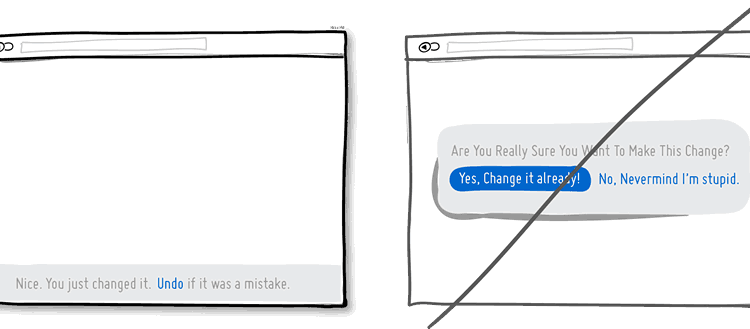 Nice. You just changed it. Undo if it was a mistake.
Are You Really Sure You Want To Make This Change?
Yes, Change it already!
No, Nevermind I'm stupid.